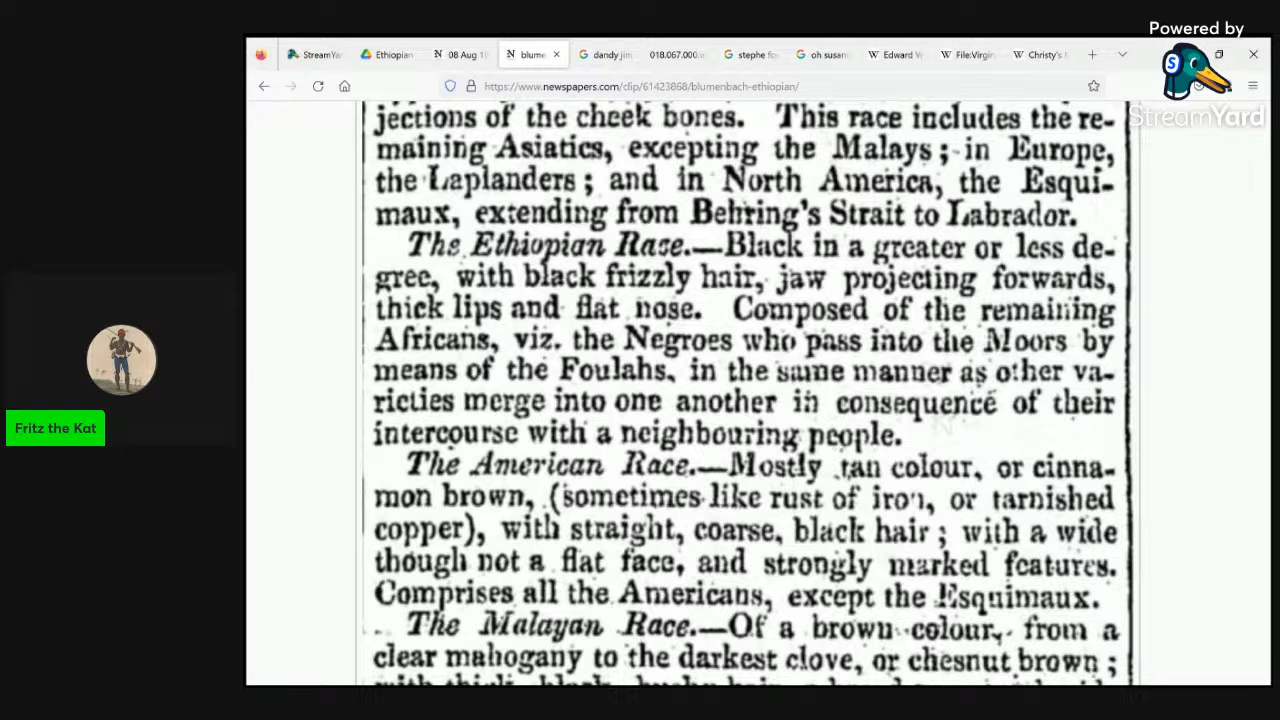 Powered by
StreamYard
StreamYar
Ethiopian
08 Aug 1
blume
dandy jim
018.067.000.
stephe fo
oh susan
Edward W
File:Virgin
Christy's
https://www.newspapers.com/clip/61423868/blumenbach-ethiopian/
jections of the cheek bones. This race includes the re-
maining Asiatics, excepting the Malays; in Europe,
the Laplanders; and in North America, the Esqui-
maux, extending from Behring's Strait to Labrador.
The Ethiopian Race.—Black in a greater or less de-
gree, with black frizzly hair, jaw projecting forwards,
thick lips and flat nose. Composed of the remaining
Africans, viz. the Negroes who pass into the Moors by
means of the Foulahs, in the same manner as other va-
rieties merge into one another in consequence of their
intercourse with a neighbouring people.
The American Race.—Mostly tan colour, or cinna-
mon brown, (sometimes like rust of iron, or tarnished
copper), with straight, coarse, black hair; with a wide
though not a flat face, and strongly marked features.
Comprises all the Americans, except the Esquimaux.
The Malayan Race.—Of a brown colour, from a
clear mahogany to the darkest clove, or chesnut brown;
Fritz the Kat